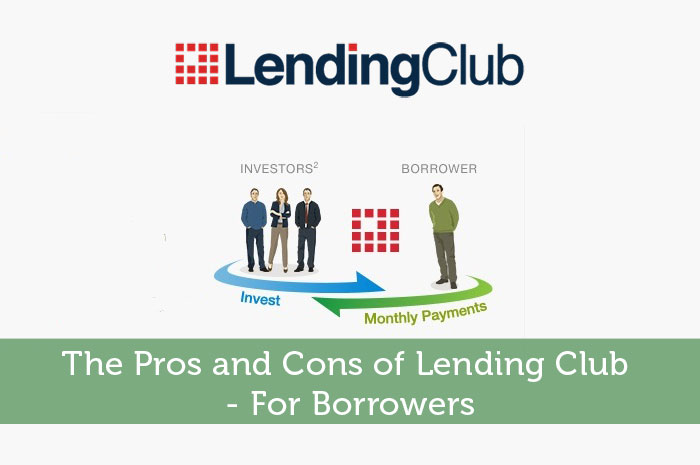 LendingClub
INVESTORS²
BORROWER
Invest
Monthly Payments
The Pros and Cons of Lending Club
- For Borrowers